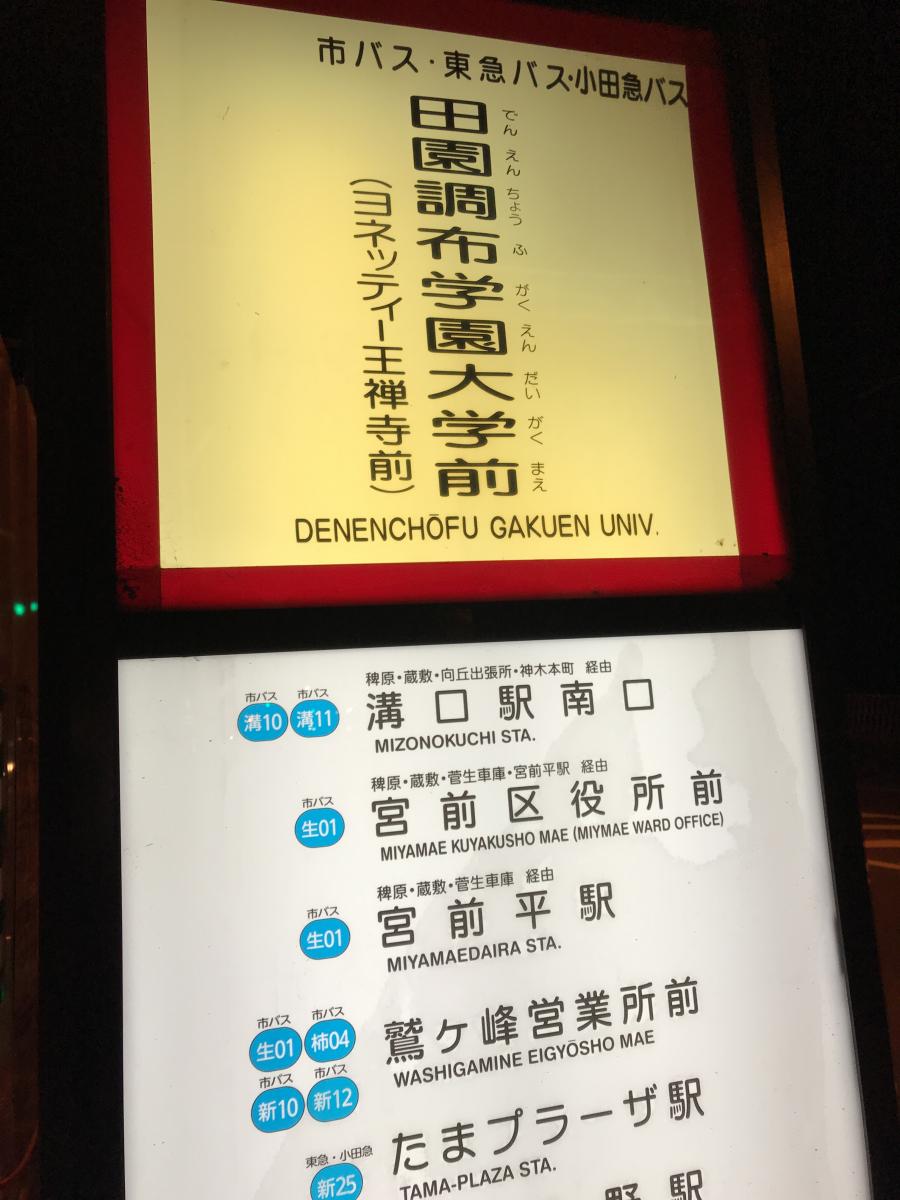 市バス・東急バス・小田急バス
田園調布学園大学前
でん えん ちょう ふ がく えん だい がく まえ
(ヨネッティー王禅寺前)
DENENCHŌFU GAKUEN UNIV.
稗原・蔵敷・向丘出張所・神木本町 経由
市バス 市バス
溝10 溝11 溝口駅南口
MIZONOKUCHI STA.
稗原・蔵敷・菅生車庫・宮前平駅 経由
市バス
生01 宮前区役所前
MIYAMAE KUYAKUSHO MAE (MIYMAE WARD OFFICE)
稗原・蔵敷・菅生車庫 経由
市バス
生01 宮前平駅
MIYAMAEDAIRA STA.
市バス 市バス
生01 柿04 鷲ケ峰営業所前
WASHIGAMINE EIGYŌSHO MAE
市バス 市バス
新10 新12
東急・小田急
新25 たまプラーザ駅
TAMA-PLAZA STA.
野駅